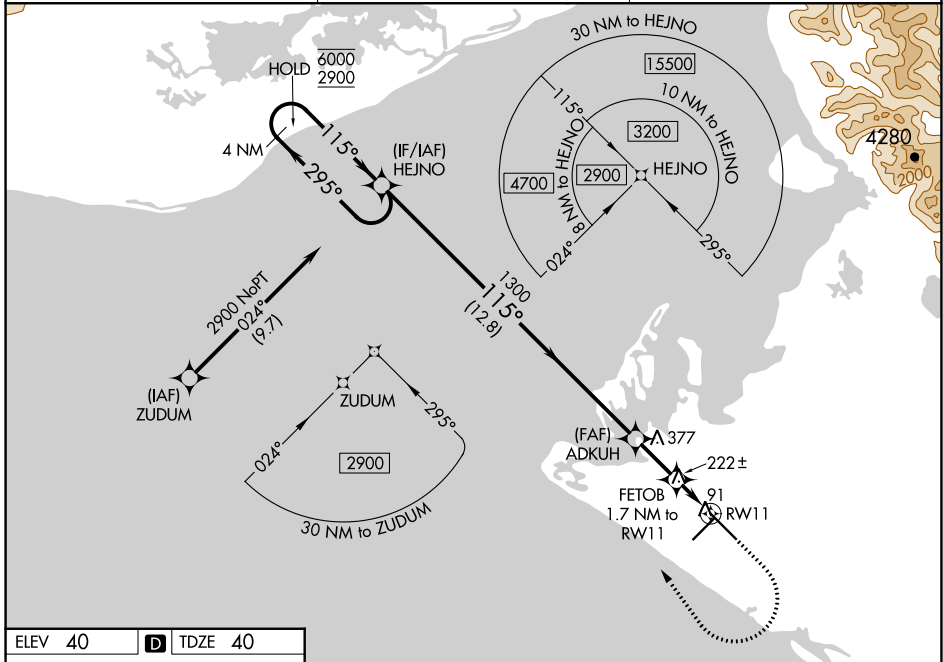 HOLD
6000
2900
4 NM
115°
295°
(IF/IAF)
HEJNO
30 NM to HEJNO
15500
115°
10 NM to HEJNO
3200
4700
8 NM to HEJNO
2900
HEJNO
024°
295°
4280
2000
2900 NoPT
024°
(9.7)
(IAF)
ZUDUM
1300
115°
(12.8)
ZUDUM
024°
295°
2900
30 NM to ZUDUM
(FAF)
ADKUH
377
222±
FETOB
1.7 NM to
RW11
91
RW11
ELEV 40
D
TDZE 40